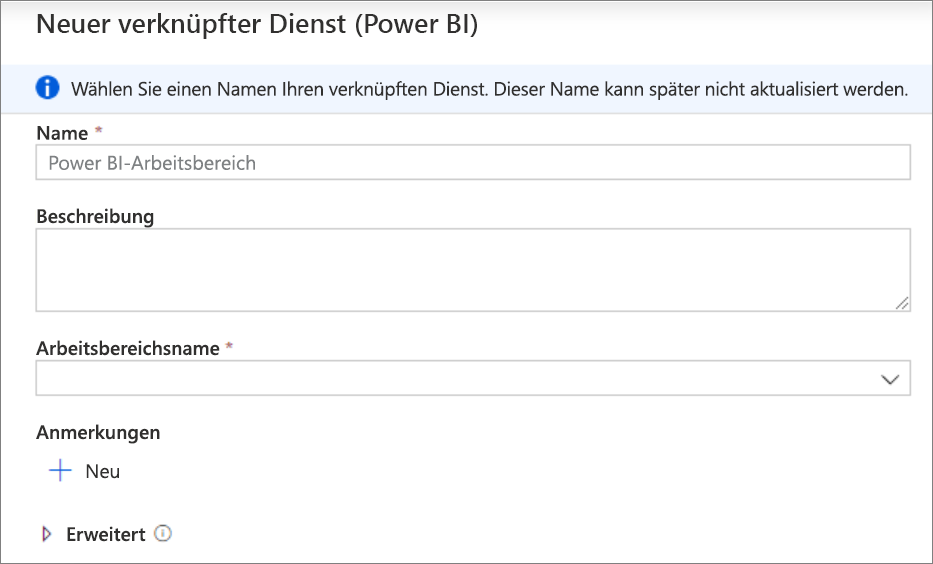 Neuer verknüpfter Dienst (Power BI)
Wählen Sie einen Namen Ihren verknüpften Dienst. Dieser Name kann später nicht aktualisiert werden.
Name *
Power BI-Arbeitsbereich
Beschreibung
Arbeitsbereichsname *
Anmerkungen
Neu
Erweitert